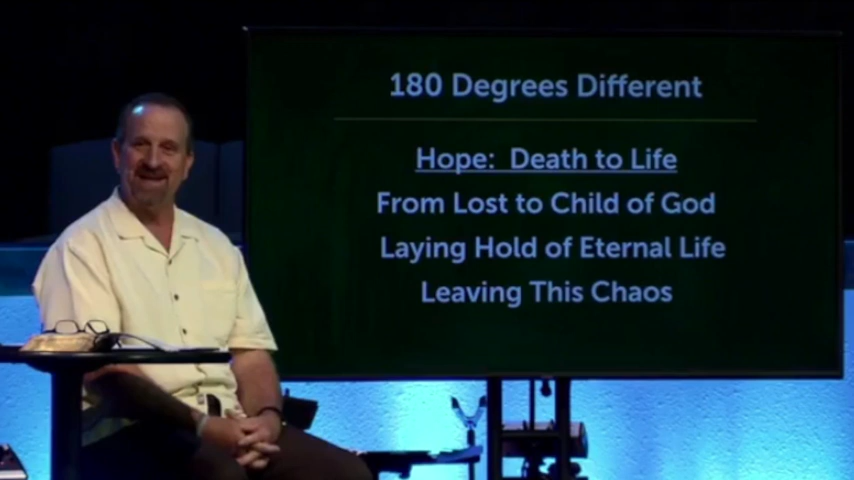 180 Degrees Different
Hope: Death to Life
From Lost to Child of God
Laying Hold of Eternal Life
Leaving This Chaos